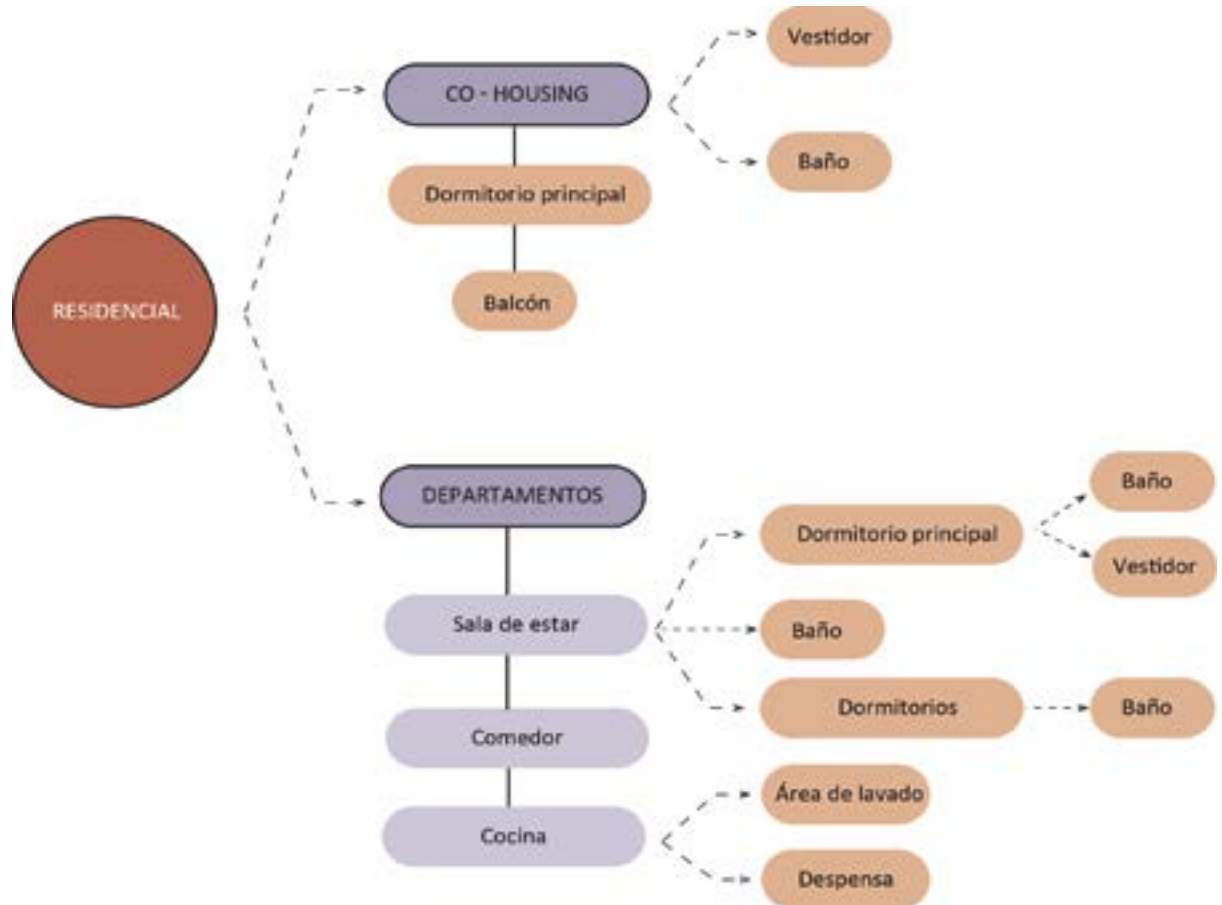 RESIDENCIAL
CO - HOUSING
Vestidor
Baño
Dormitorio principal
Balcón
DEPARTAMENTOS
Sala de estar
Dormitorio principal
Baño
Vestidor
Baño
Dormitorios
Baño
Comedor
Cocina
Área de lavado
Despensa